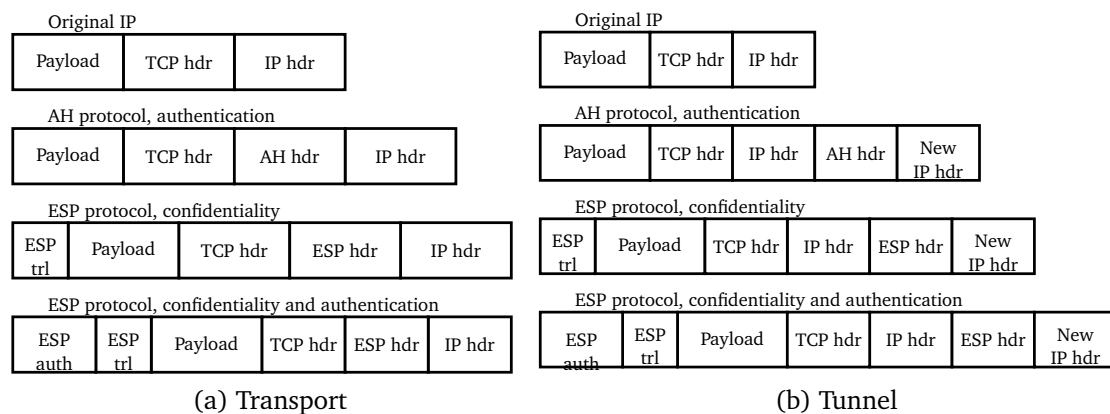 Original IP
Payload TCP hdr IP hdr
AH protocol, authentication
Payload TCP hdr AH hdr IP hdr
ESP protocol, confidentiality
ESP trl Payload TCP hdr ESP hdr IP hdr
ESP protocol, confidentiality and authentication
ESP auth ESP trl Payload TCP hdr ESP hdr IP hdr
(a) Transport
Original IP
Payload TCP hdr IP hdr
AH protocol, authentication
Payload TCP hdr IP hdr AH hdr New IP hdr
ESP protocol, confidentiality
ESP trl Payload TCP hdr IP hdr ESP hdr New IP hdr
ESP protocol, confidentiality and authentication
ESP auth ESP trl Payload TCP hdr IP hdr ESP hdr New IP hdr
(b) Tunnel